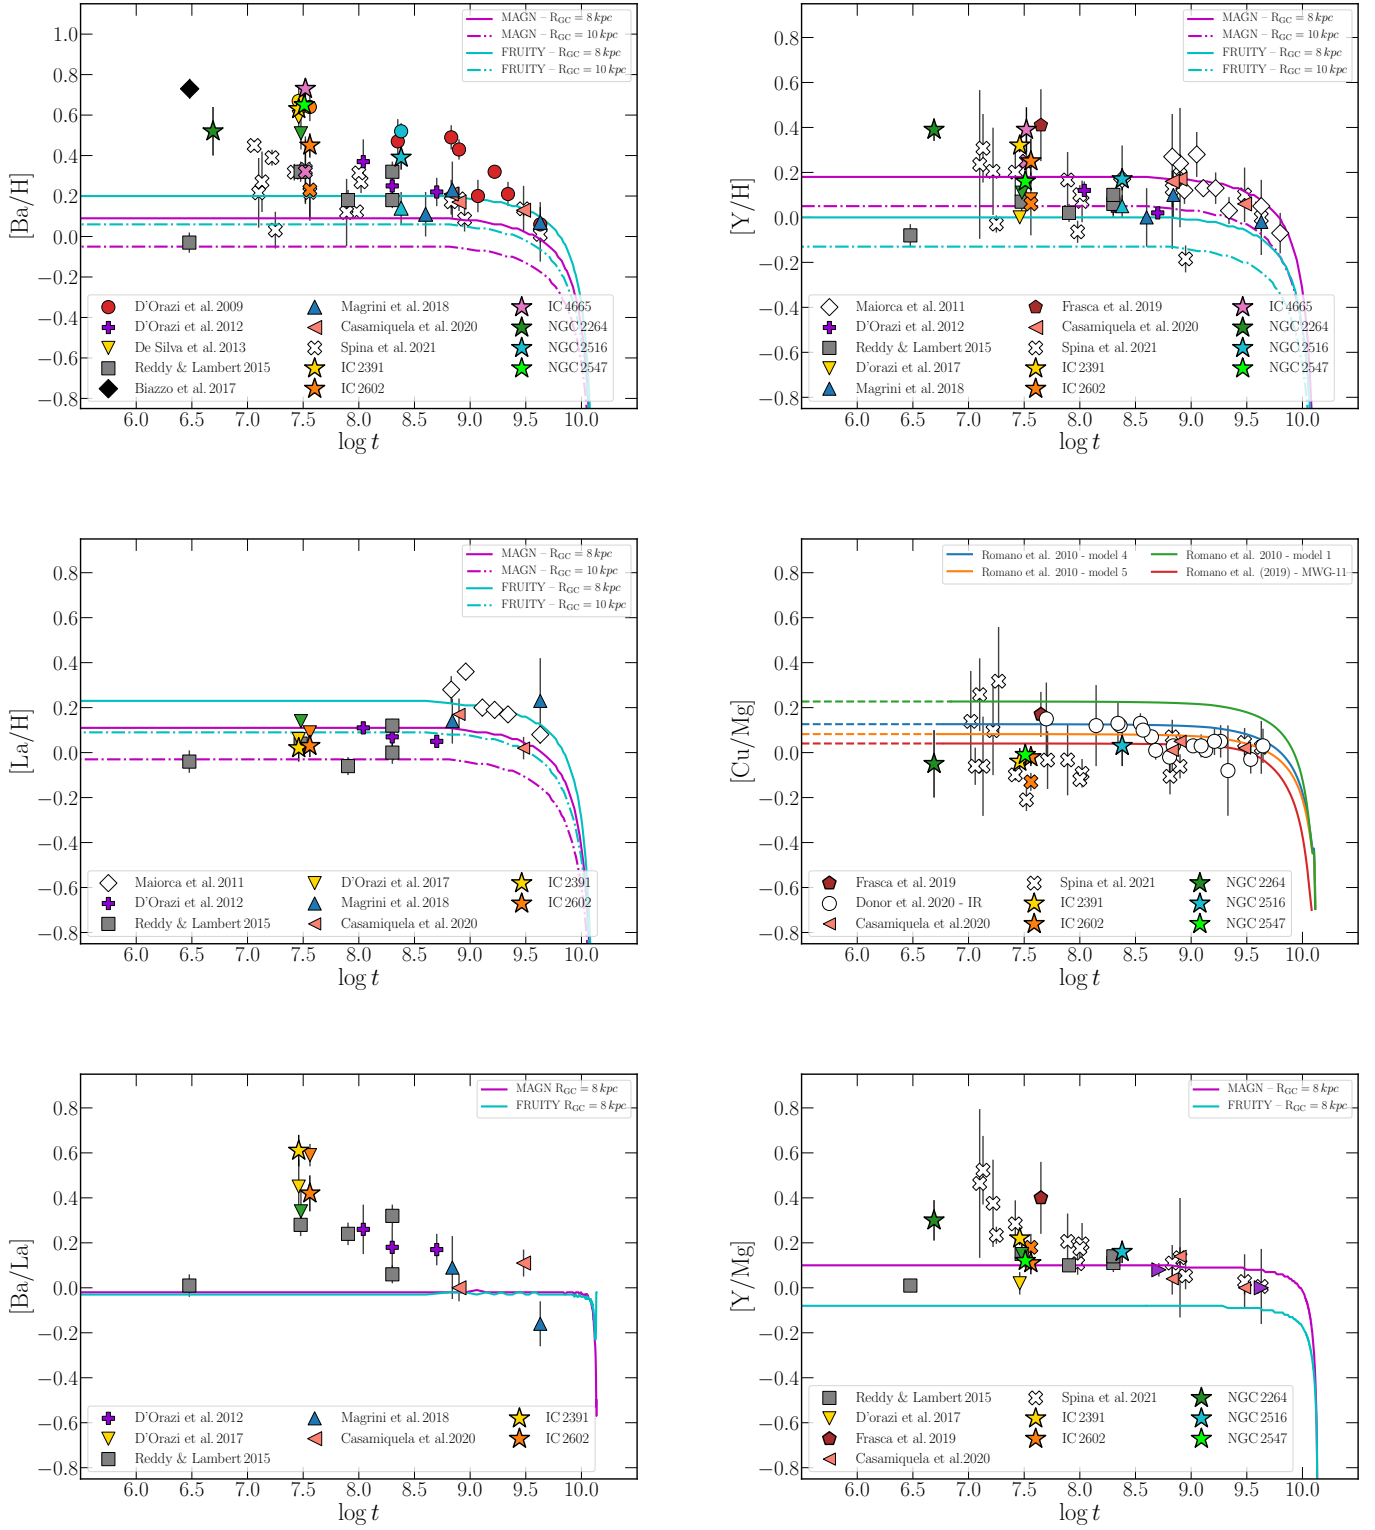 MAGN – R_GC = 8 kpc
MAGN – R_GC = 10 kpc
FRUITY – R_GC = 8 kpc
FRUITY – R_GC = 10 kpc
1.0
0.8
0.6
0.4
0.2
0.0
−0.2
−0.4
−0.6
−0.8
[Ba/H]
D'Orazi et al. 2009
D'Orazi et al. 2012
De Silva et al. 2013
Reddy & Lambert 2015
Biazzo et al. 2017
Magrini et al. 2018
Casamiquela et al. 2020
Spina et al. 2021
IC 2391
IC 2602
IC 4665
NGC 2264
NGC 2516
NGC 2547
6.0 6.5 7.0 7.5 8.0 8.5 9.0 9.5 10.0
log t
MAGN – R_GC = 8 kpc
MAGN – R_GC = 10 kpc
FRUITY – R_GC = 8 kpc
FRUITY – R_GC = 10 kpc
0.8
0.6
0.4
0.2
0.0
−0.2
−0.4
−0.6
−0.8
[Y/H]
Maiorca et al. 2011
D'Orazi et al. 2012
Reddy & Lambert 2015
D'orazi et al. 2017
Magrini et al. 2018
Frasca et al. 2019
Casamiquela et al. 2020
Spina et al. 2021
IC 2391
IC 2602
IC 4665
NGC 2264
NGC 2516
NGC 2547
6.0 6.5 7.0 7.5 8.0 8.5 9.0 9.5 10.0
log t
MAGN – R_GC = 8 kpc
MAGN – R_GC = 10 kpc
FRUITY – R_GC = 8 kpc
FRUITY – R_GC = 10 kpc
0.8
0.6
0.4
0.2
0.0
−0.2
−0.4
−0.6
−0.8
[La/H]
Maiorca et al. 2011
D'Orazi et al. 2012
Reddy & Lambert 2015
D'Orazi et al. 2017
Magrini et al. 2018
Casamiquela et al. 2020
IC 2391
IC 2602
6.0 6.5 7.0 7.5 8.0 8.5 9.0 9.5 10.0
log t
Romano et al. 2010 - model 4
Romano et al. 2010 - model 5
Romano et al. 2010 - model 1
Romano et al. (2019) - MWG-11
0.8
0.6
0.4
0.2
0.0
−0.2
−0.4
−0.6
−0.8
[Cu/Mg]
Frasca et al. 2019
Donor et al. 2020 - IR
Casamiquela et al.2020
Spina et al. 2021
IC 2391
IC 2602
NGC 2264
NGC 2516
NGC 2547
6.0 6.5 7.0 7.5 8.0 8.5 9.0 9.5 10.0
log t
MAGN R_GC = 8 kpc
FRUITY R_GC = 8 kpc
0.8
0.6
0.4
0.2
0.0
−0.2
−0.4
−0.6
−0.8
[Ba/La]
D'Orazi et al. 2012
D'Orazi et al. 2017
Reddy & Lambert 2015
Magrini et al. 2018
Casamiquela et al.2020
IC 2391
IC 2602
6.0 6.5 7.0 7.5 8.0 8.5 9.0 9.5 10.0
log t
MAGN – R_GC = 8 kpc
FRUITY – R_GC = 8 kpc
0.8
0.6
0.4
0.2
0.0
−0.2
−0.4
−0.6
−0.8
[Y/Mg]
Reddy & Lambert 2015
D'orazi et al. 2017
Frasca et al. 2019
Casamiquela et al.2020
Spina et al. 2021
IC 2391
IC 2602
NGC 2264
NGC 2516
NGC 2547
6.0 6.5 7.0 7.5 8.0 8.5 9.0 9.5 10.0
log t